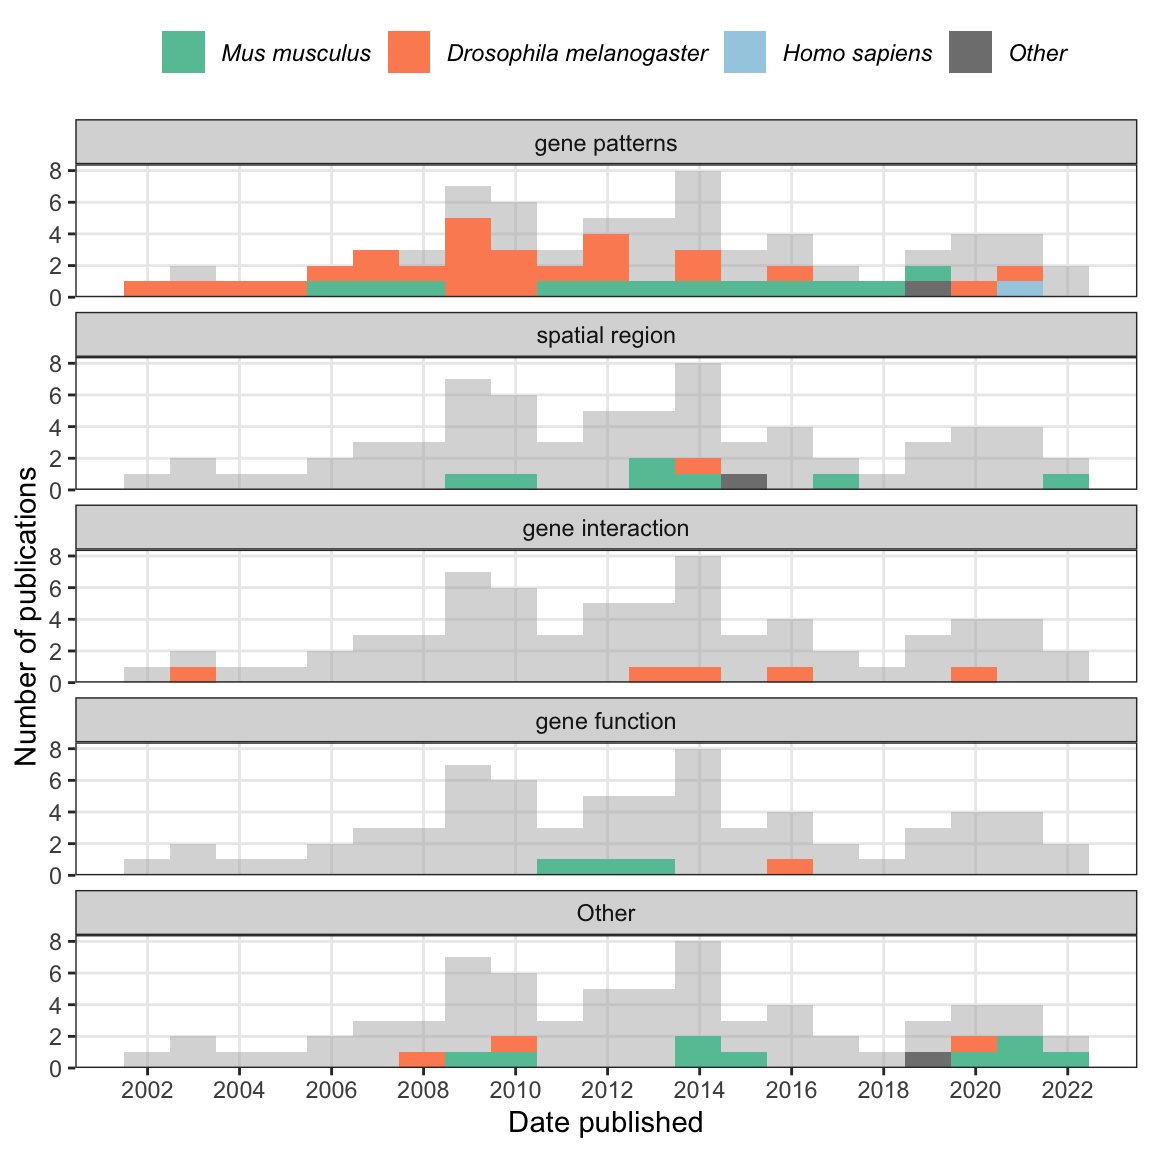 Mus musculus Drosophila melanogaster Homo sapiens Other
gene patterns
8
6
4
2
0
spatial region
8
6
4
2
0
gene interaction
8
6
4
2
0
gene function
8
6
4
2
0
Other
8
6
4
2
0
Number of publications
2002 2004 2006 2008 2010 2012 2014 2016 2018 2020 2022
Date published